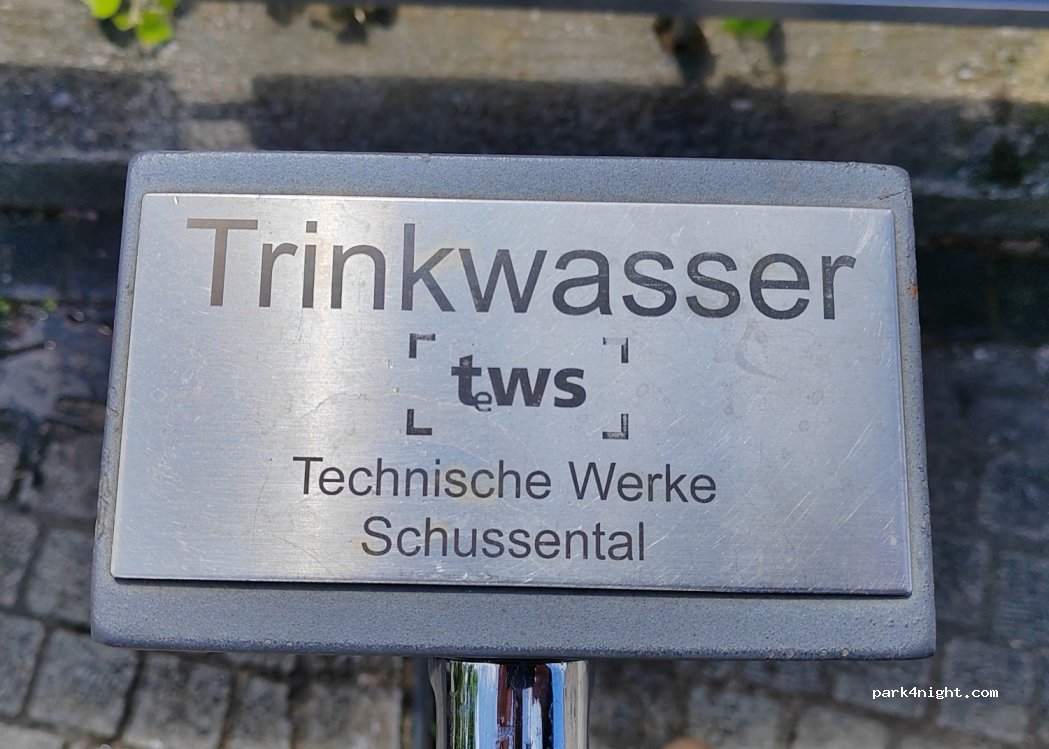 Trinkwasser
tews
Technische Werke
Schussental
park4night.com